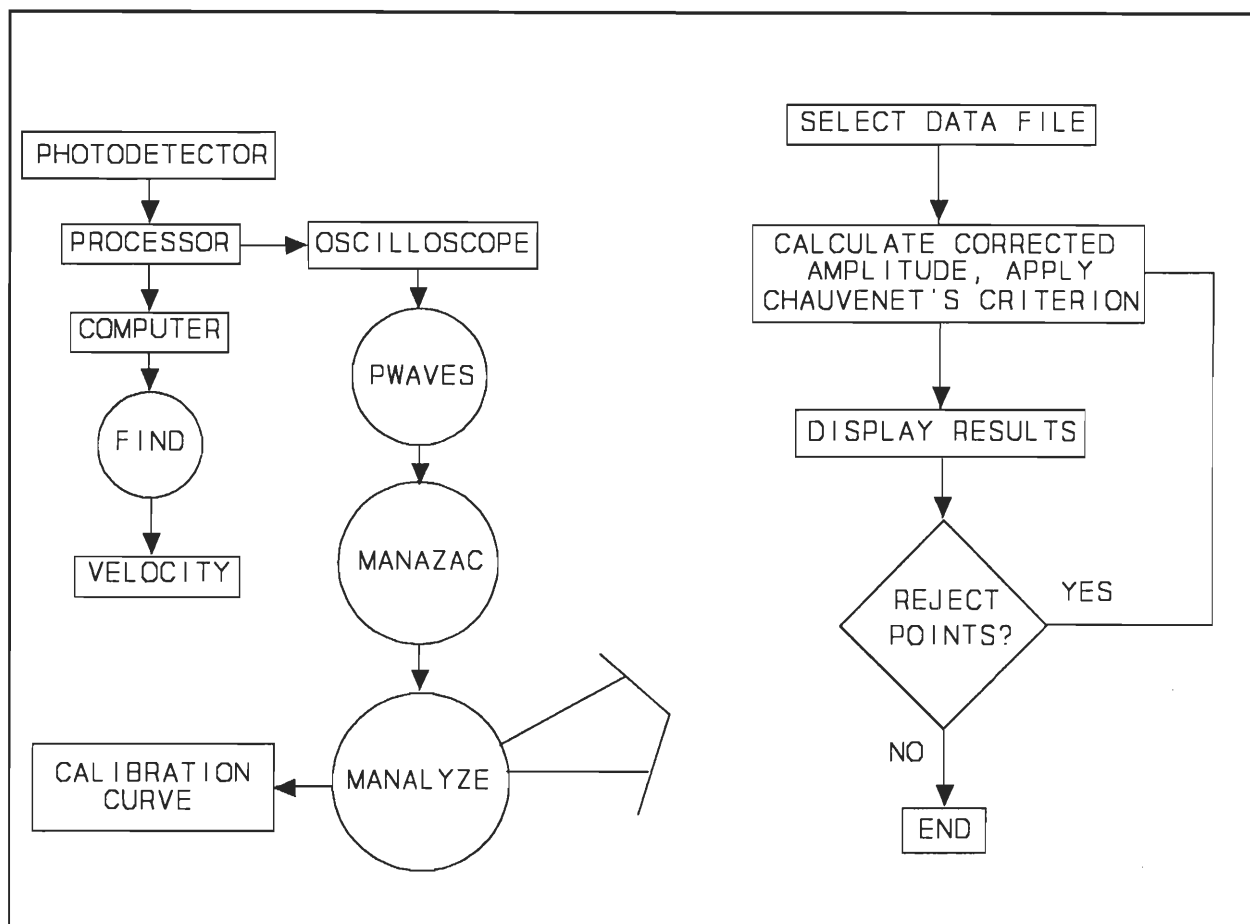 PHOTODETECTOR
PROCESSOR
OSCILLOSCOPE
COMPUTER
PWAVES
FIND
MANAZAC
VELOCITY
MANALYZE
CALIBRATION
CURVE
SELECT DATA FILE
CALCULATE CORRECTED
AMPLITUDE, APPLY
CHAUVENET'S CRITERION
DISPLAY RESULTS
REJECT
POINTS?
YES
NO
END